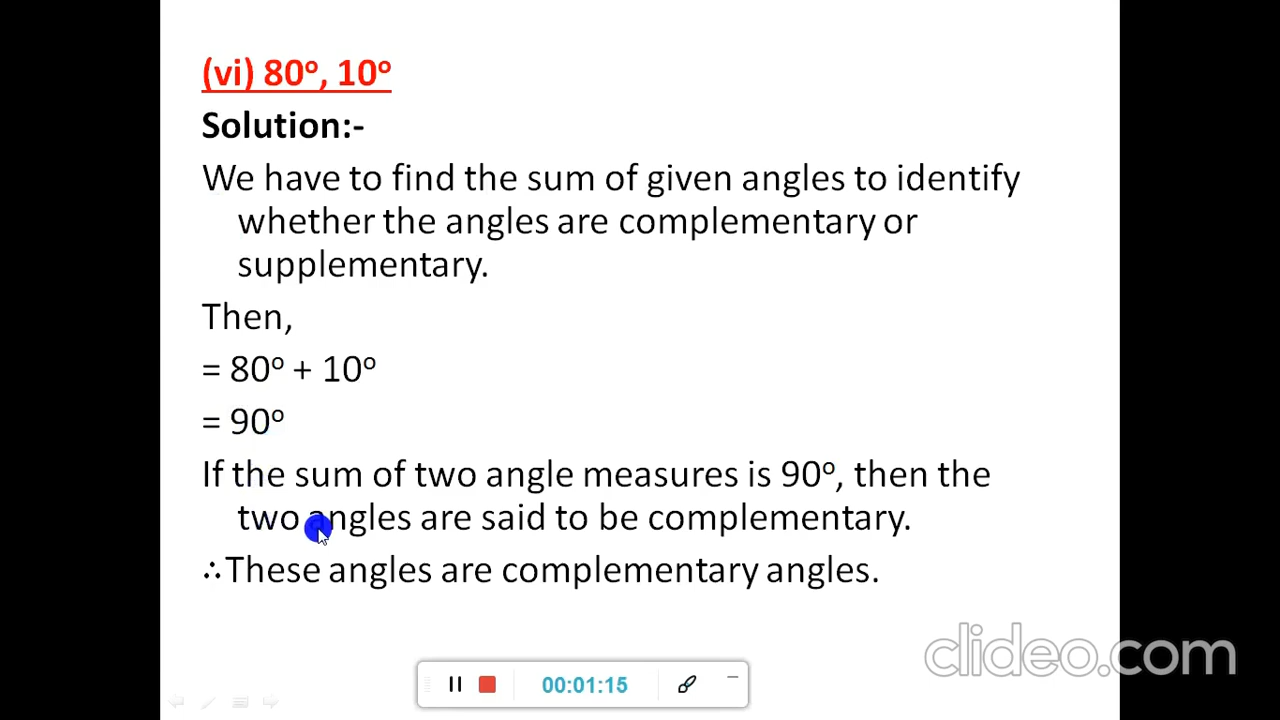 (vi) 80°, 10°
Solution:-
We have to find the sum of given angles to identify
whether the angles are complementary or
supplementary.
Then,
= 80° + 10°
= 90°
If the sum of two angle measures is 90°, then the
two angles are said to be complementary.
∴These angles are complementary angles.
clideo.com
00:01:15